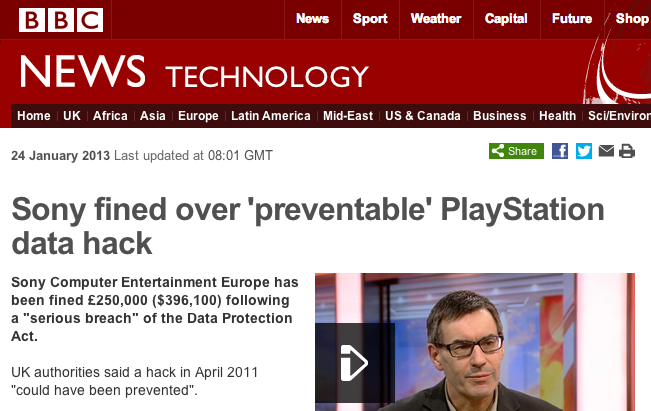 BBC News Sport Weather Capital Future Shop
NEWS TECHNOLOGY
Home UK Africa Asia Europe Latin America Mid-East US & Canada Business Health Sci/Environ
24 January 2013 Last updated at 08:01 GMT Share
Sony fined over 'preventable' PlayStation
data hack
Sony Computer Entertainment Europe has
been fined £250,000 ($396,100) following
a "serious breach" of the Data Protection
Act.
UK authorities said a hack in April 2011
"could have been prevented".